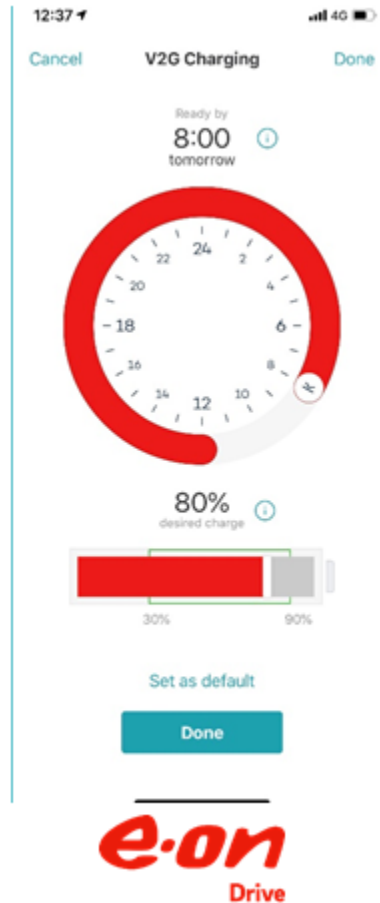 12:37 4G
Cancel V2G Charging Done
Ready by
8:00
tomorrow
24
22 2
20 4
18 6
16 8
14 10
12
80%
desired charge
30% 90%
Set as default
Done
e·on
Drive